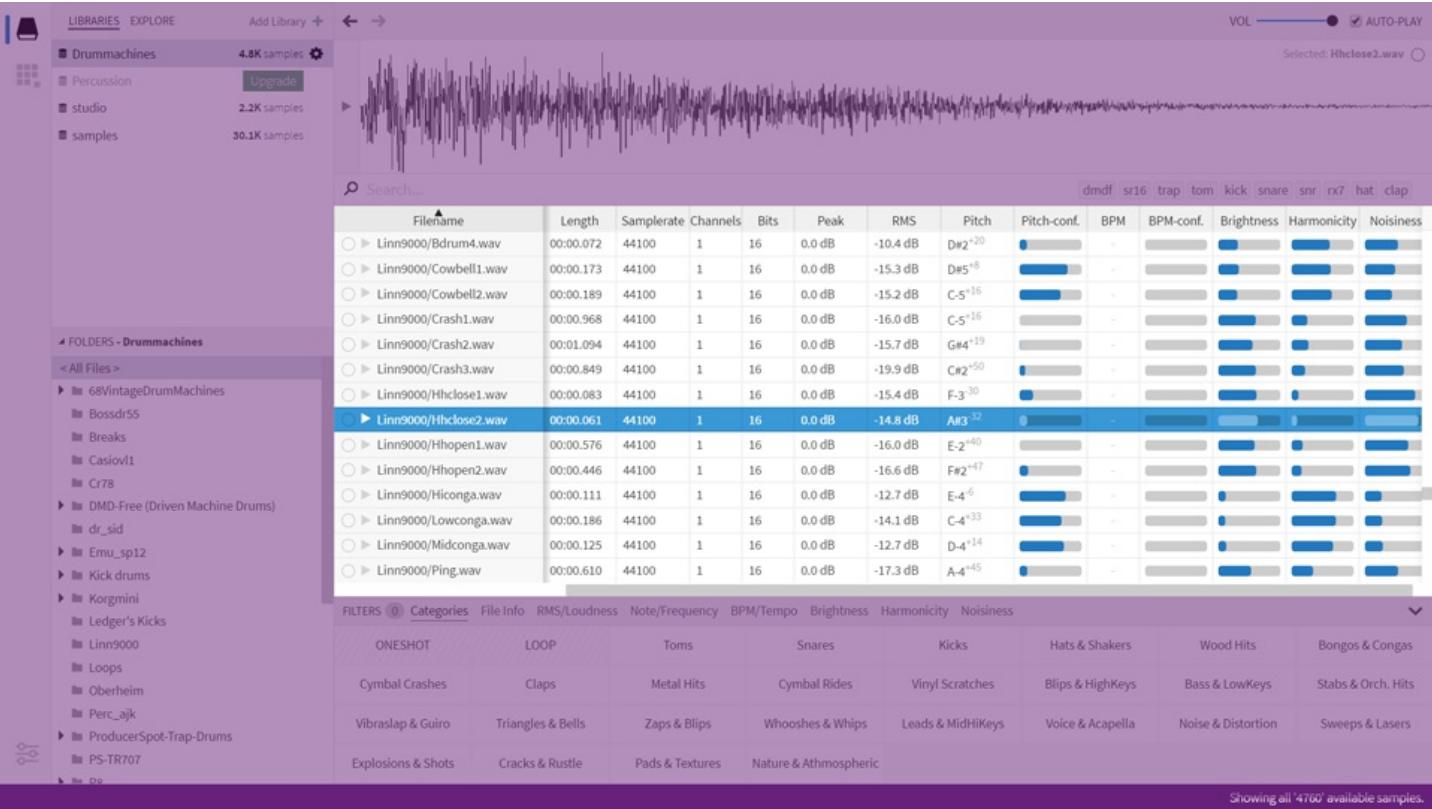 LIBRARIES EXPLORE Add Library +
VOL AUTO-PLAY
Drummachines 4.8K samples
Percussion Upgrade
studio 2.2K samples
samples 30.1K samples
Selected: Hhclose2.wav
Search...
dmdf sr16 trap tom kick snare snr rx7 hat clap
Filename Length Samplerate Channels Bits Peak RMS Pitch Pitch-conf. BPM BPM-conf. Brightness Harmonicity Noisiness
Linn9000/Bdrum4.wav 00:00.072 44100 1 16 0.0 dB -10.4 dB D#2+20 -
Linn9000/Cowbell1.wav 00:00.173 44100 1 16 0.0 dB -15.3 dB D#5+8 -
Linn9000/Cowbell2.wav 00:00.189 44100 1 16 0.0 dB -15.2 dB C-5+16 -
Linn9000/Crash1.wav 00:00.968 44100 1 16 0.0 dB -16.0 dB C-5+16 -
Linn9000/Crash2.wav 00:01.094 44100 1 16 0.0 dB -15.7 dB G#4+19 -
Linn9000/Crash3.wav 00:00.849 44100 1 16 0.0 dB -19.9 dB C#2+50 -
Linn9000/Hhclose1.wav 00:00.083 44100 1 16 0.0 dB -15.4 dB F-3-30 -
Linn9000/Hhclose2.wav 00:00.061 44100 1 16 0.0 dB -14.8 dB A#3-32 -
Linn9000/Hhopen1.wav 00:00.576 44100 1 16 0.0 dB -16.0 dB E-2+40 -
Linn9000/Hhopen2.wav 00:00.446 44100 1 16 0.0 dB -16.6 dB F#2+47 -
Linn9000/Hiconga.wav 00:00.111 44100 1 16 0.0 dB -12.7 dB E-4-6 -
Linn9000/Lowconga.wav 00:00.186 44100 1 16 0.0 dB -14.1 dB C-4+33 -
Linn9000/Midconga.wav 00:00.125 44100 1 16 0.0 dB -12.7 dB D-4+14 -
Linn9000/Ping.wav 00:00.610 44100 1 16 0.0 dB -17.3 dB A-4+45 -
FOLDERS - Drummachines
< All Files >
68VintageDrumMachines
Bossdr55
Breaks
Casiovl1
Cr78
DMD-Free (Driven Machine Drums)
dr_sid
Emu_sp12
Kick drums
Korgmini
Ledger's Kicks
Linn9000
Loops
Oberheim
Perc_ajk
ProducerSpot-Trap-Drums
PS-TR707
R8
FILTERS 0 Categories File Info RMS/Loudness Note/Frequency BPM/Tempo Brightness Harmonicity Noisiness
ONESHOT LOOP Toms Snares Kicks Hats & Shakers Wood Hits Bongos & Congas
Cymbal Crashes Claps Metal Hits Cymbal Rides Vinyl Scratches Blips & HighKeys Bass & LowKeys Stabs & Orch. Hits
Vibraslap & Guiro Triangles & Bells Zaps & Blips Whooshes & Whips Leads & MidHiKeys Voice & Acapella Noise & Distortion Sweeps & Lasers
Explosions & Shots Cracks & Rustle Pads & Textures Nature & Athmospheric
Showing all '4760' available samples.